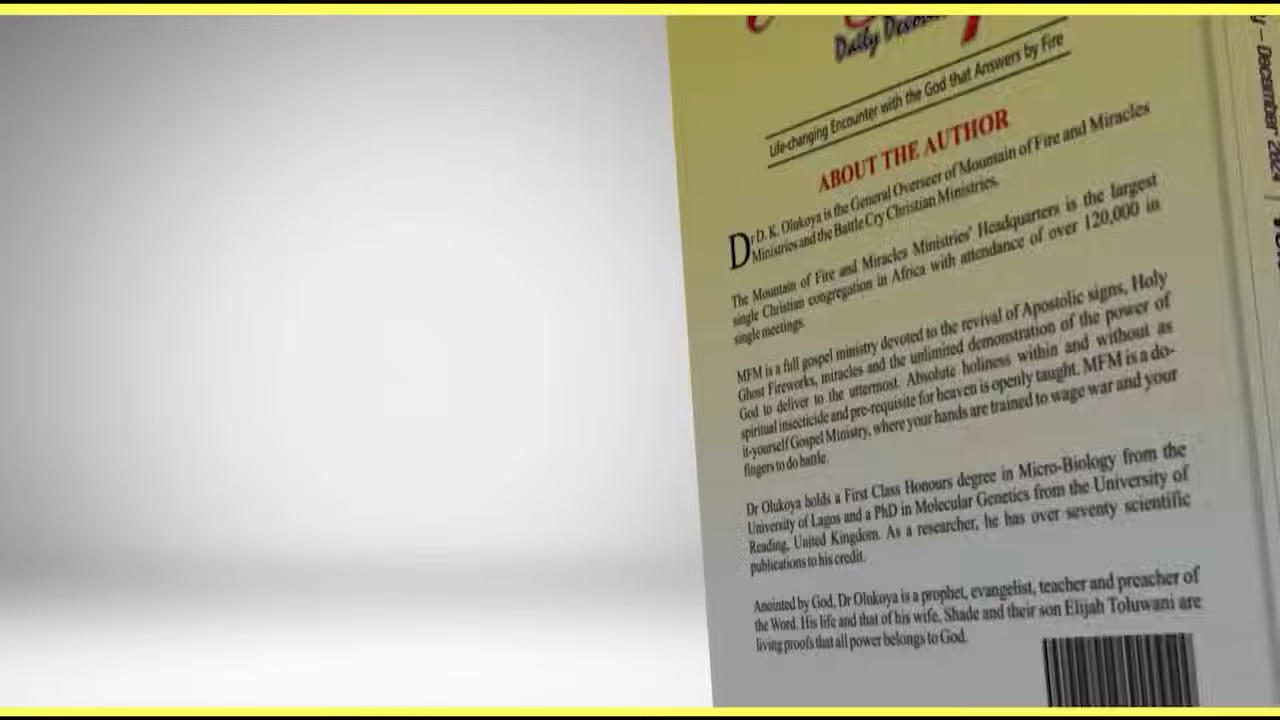 Daily
Life-changing Encounter with the God that Answers by Fire
ABOUT THE AUTHOR
Dr D. K. Olukoya is the General Overseer of Mountain of Fire and Miracles
Ministries and the Battle Cry Christian Ministries.
The Mountain of Fire and Miracles Ministries' Headquarters is the largest
single Christian congregation in Africa with attendance of over 120,000 in
single meetings.
MFM is a full gospel ministry devoted to the revival of Apostolic signs, Holy
Ghost Fireworks, miracles and the unlimited demonstration of the power of
God to deliver to the uttermost. Absolute holiness within and without as
spiritual insecticide and pre-requisite for heaven is openly taught. MFM is a do-
it-yourself Gospel Ministry, where your hands are trained to wage war and your
fingers to do battle.
Dr Olukoya holds a First Class Honours degree in Micro-Biology from the
University of Lagos and a PhD in Molecular Genetics from the University of
Reading, United Kingdom. As a researcher, he has over seventy scientific
publications to his credit.
Anointed by God, Dr Olukoya is a prophet, evangelist, teacher and preacher of
the Word. His life and that of his wife, Shade and their son Elijah Toluwani are
living proofs that all power belongs to God.
– December 2024